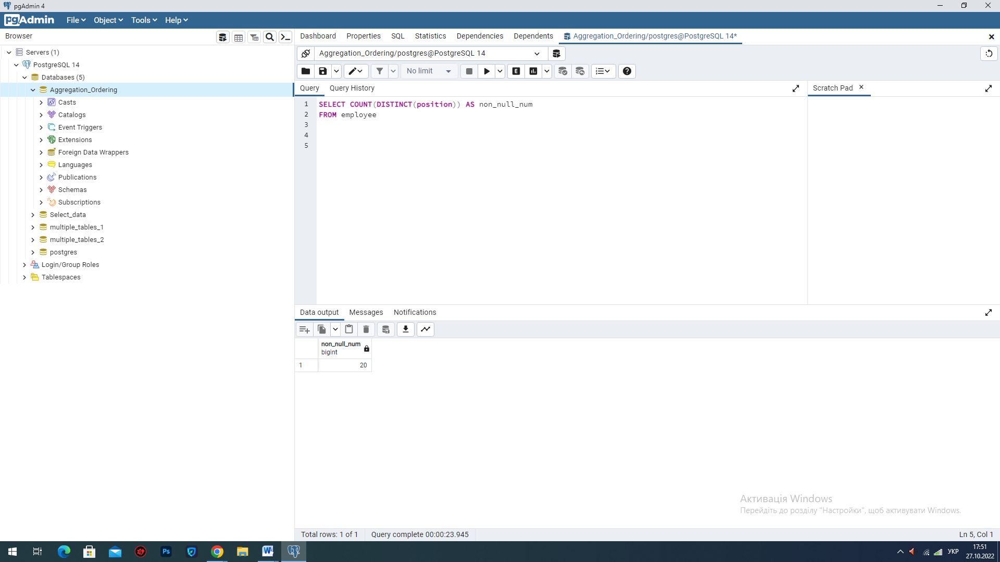 pgAdmin 4
pgAdmin
File
Object
Tools
Help
Browser
Dashboard
Properties
SQL
Statistics
Dependencies
Dependents
Aggregation_Ordering/postgres@PostgreSQL 14*
Servers (1)
PostgreSQL 14
Databases (5)
Aggregation_Ordering
Casts
Catalogs
Event Triggers
Extensions
Foreign Data Wrappers
Languages
Publications
Schemas
Subscriptions
Select_data
multiple_tables_1
multiple_tables_2
postgres
Login/Group Roles
Tablespaces
Aggregation_Ordering/postgres@PostgreSQL 14
No limit
E
Query
Query History
Scratch Pad
1 SELECT COUNT(DISTINCT(position)) AS non_null_num
2 FROM employee
3
4
5
Data output
Messages
Notifications
non_null_num
bigint
1 20
Активація Windows
Перейдіть до розділу "Настройки", щоб активувати Windows.
Total rows: 1 of 1
Query complete 00:00:23.945
Ln 5, Col 1
Ps
W
УКР
17:51
27.10.2022